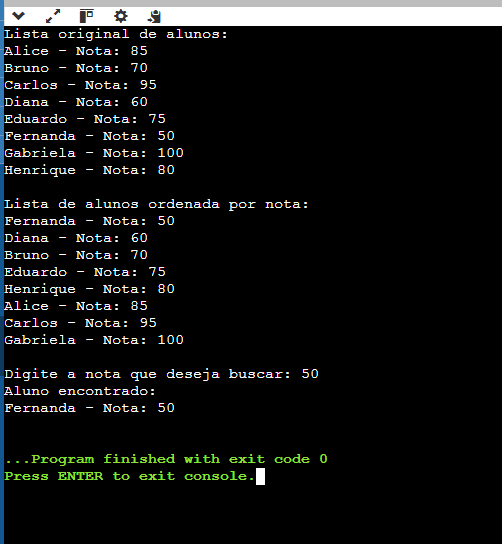 Lista original de alunos:
Alice - Nota: 85
Bruno - Nota: 70
Carlos - Nota: 95
Diana - Nota: 60
Eduardo - Nota: 75
Fernanda - Nota: 50
Gabriela - Nota: 100
Henrique - Nota: 80

Lista de alunos ordenada por nota:
Fernanda - Nota: 50
Diana - Nota: 60
Bruno - Nota: 70
Eduardo - Nota: 75
Henrique - Nota: 80
Alice - Nota: 85
Carlos - Nota: 95
Gabriela - Nota: 100

Digite a nota que deseja buscar: 50
Aluno encontrado:
Fernanda - Nota: 50

...Program finished with exit code 0
Press ENTER to exit console.